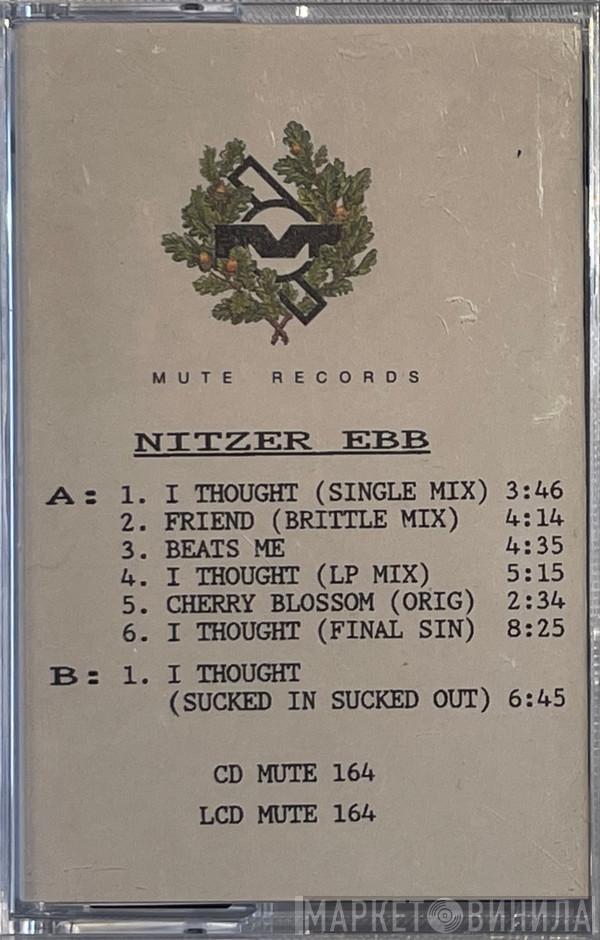 MUTE RECORDS
NITZER EBB
A: 1. I THOUGHT (SINGLE MIX) 3:46
2. FRIEND (BRITTLE MIX) 4:14
3. BEATS ME 4:35
4. I THOUGHT (LP MIX) 5:15
5. CHERRY BLOSSOM (ORIG) 2:34
6. I THOUGHT (FINAL SIN) 8:25
B: 1. I THOUGHT
(SUCKED IN SUCKED OUT) 6:45
CD MUTE 164
LCD MUTE 164
МАРКЕТ ВИНИЛА